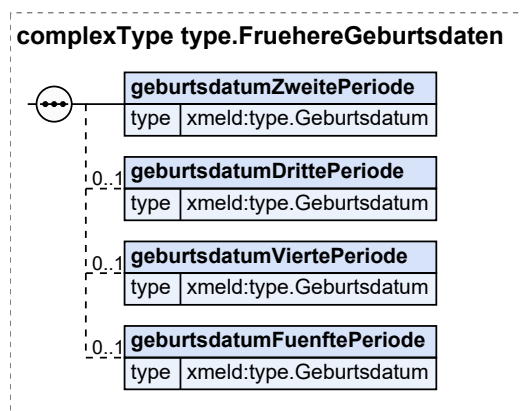 complexType type.FruehereGeburtsdaten
geburtsdatumZweitePeriode
type xmeld:type.Geburtsdatum
0..1 geburtsdatumDrittePeriode
type xmeld:type.Geburtsdatum
0..1 geburtsdatumViertePeriode
type xmeld:type.Geburtsdatum
0..1 geburtsdatumFuenftePeriode
type xmeld:type.Geburtsdatum